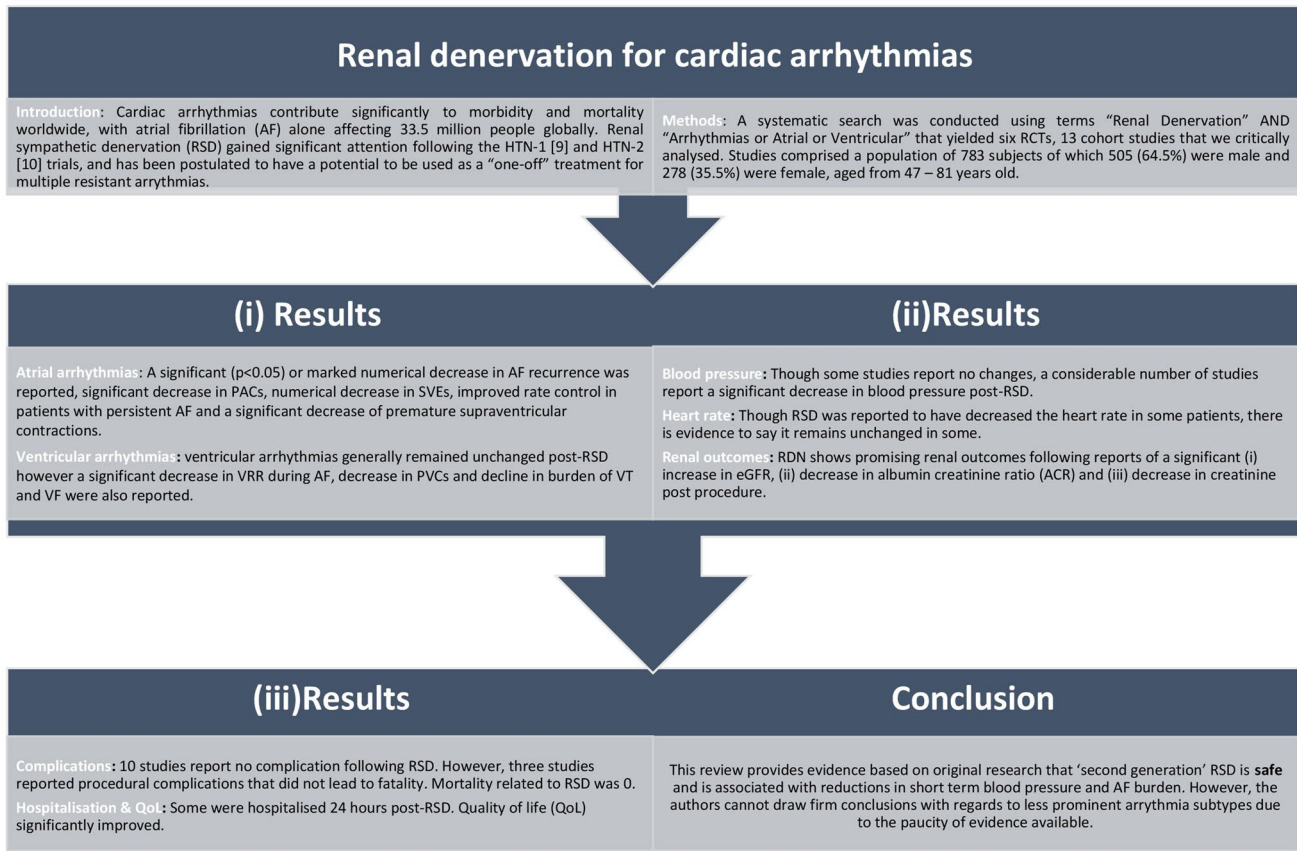 Renal denervation for cardiac arrhythmias
Introduction: Cardiac arrhythmias contribute significantly to morbidity and mortality
worldwide, with atrial fibrillation (AF) alone affecting 33.5 million people globally. Renal
sympathetic denervation (RSD) gained significant attention following the HTN-1 [9] and HTN-2
[10] trials, and has been postulated to have a potential to be used as a “one-off” treatment for
multiple resistant arrythmias.
Methods: A systematic search was conducted using terms “Renal Denervation” AND
“Arrhythmias or Atrial or Ventricular” that yielded six RCTs, 13 cohort studies that we critically
analysed. Studies comprised a population of 783 subjects of which 505 (64.5%) were male and
278 (35.5%) were female, aged from 47 – 81 years old.
(i) Results
Atrial arrhythmias: A significant (p<0.05) or marked numerical decrease in AF recurrence was
reported, significant decrease in PACs, numerical decrease in SVEs, improved rate control in
patients with persistent AF and a significant decrease of premature supraventricular
contractions.
Ventricular arrhythmias: ventricular arrhythmias generally remained unchanged post-RSD
however a significant decrease in VRR during AF, decrease in PVCs and decline in burden of VT
and VF were also reported.
(ii)Results
Blood pressure: Though some studies report no changes, a considerable number of studies
report a significant decrease in blood pressure post-RSD.
Heart rate: Though RSD was reported to have decreased the heart rate in some patients, there
is evidence to say it remains unchanged in some.
Renal outcomes: RDN shows promising renal outcomes following reports of a significant (i)
increase in eGFR, (ii) decrease in albumin creatinine ratio (ACR) and (iii) decrease in creatinine
post procedure.
(iii)Results
Complications: 10 studies report no complication following RSD. However, three studies
reported procedural complications that did not lead to fatality. Mortality related to RSD was 0.
Hospitalisation & QoL: Some were hospitalised 24 hours post-RSD. Quality of life (QoL)
significantly improved.
Conclusion
This review provides evidence based on original research that ‘second generation’ RSD is safe
and is associated with reductions in short term blood pressure and AF burden. However, the
authors cannot draw firm conclusions with regards to less prominent arrythmia subtypes due
to the paucity of evidence available.